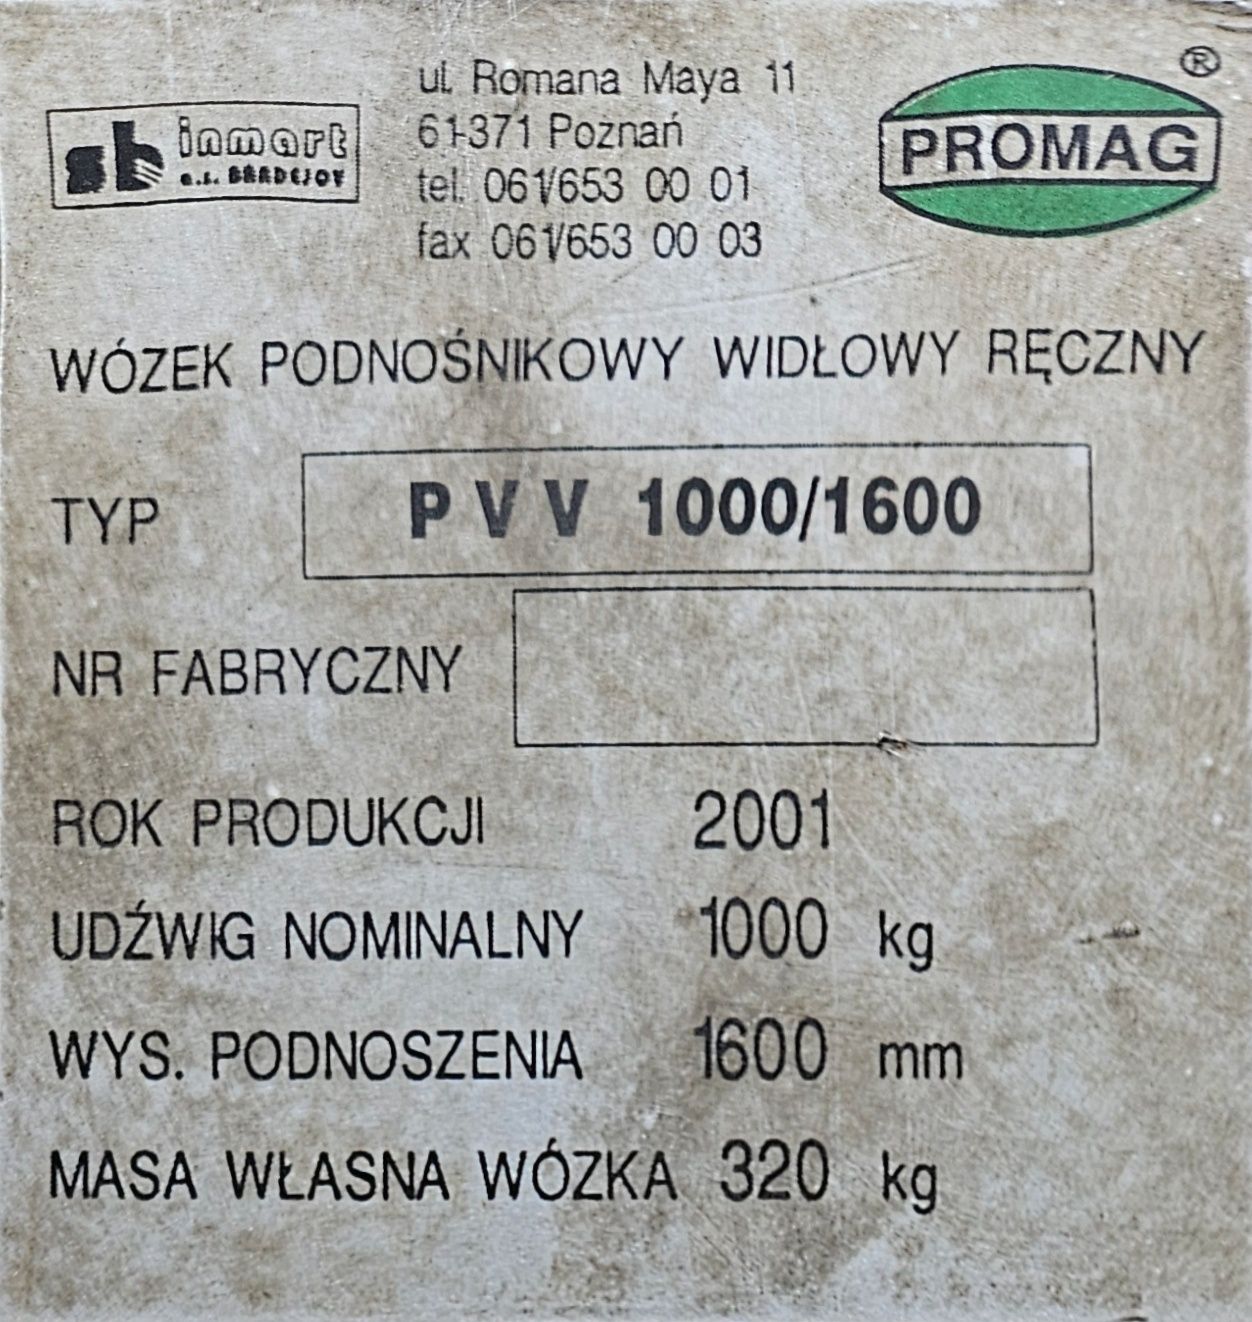 sb inmart
a.s. BARDEJOV
ul. Romana Maya 11
61-371 Poznań
tel. 061/653 00 01
fax 061/653 00 03
PROMAG ®
WÓZEK PODNOŚNIKOWY WIDŁOWY RĘCZNY
TYP PVV 1000/1600
NR FABRYCZNY
ROK PRODUKCJI 2001
UDŹWIG NOMINALNY 1000 kg
WYS. PODNOSZENIA 1600 mm
MASA WŁASNA WÓZKA 320 kg